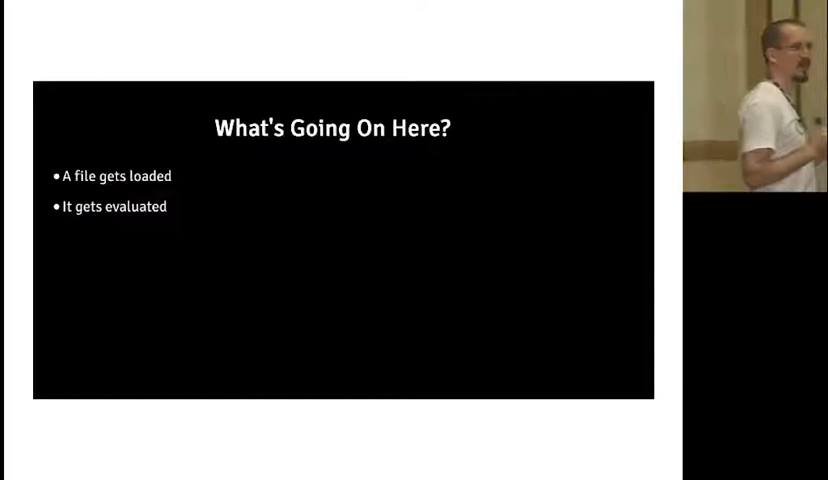 What's Going On Here?
• A file gets loaded
• It gets evaluated